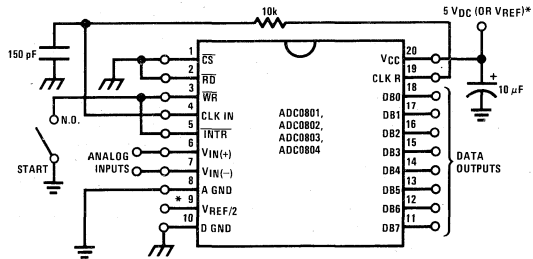 10k
5 VDC (OR VREF)*
150 pF
1 CS
2 RD
3 WR
4 CLK IN
5 INTR
6 VIN(+)
7 VIN(−)
8 A GND
* 9 VREF/2
10 D GND
N.O.
START
ANALOG
INPUTS
ADC0801,
ADC0802,
ADC0803,
ADC0804
VCC 20
CLK R 19
DB0 18
DB1 17
DB2 16
DB3 15
DB4 14
DB5 13
DB6 12
DB7 11
+
10 μF
DATA
OUTPUTS